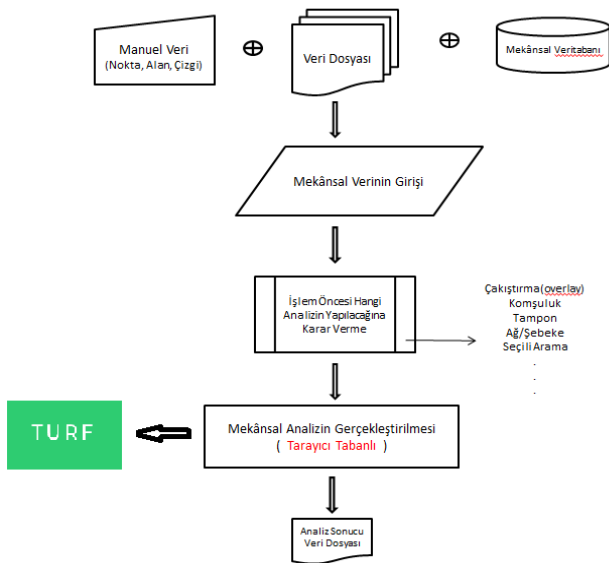 Manuel Veri
(Nokta, Alan, Çizgi)
Veri Dosyası
Mekânsal Veritabanı
Mekânsal Verinin Girişi
İşlem Öncesi Hangi
Analizin Yapılacağına
Karar Verme
Çakıştırma(overlay)
Komşuluk
Tampon
Ağ/Şebeke
Seçili Arama
.
.
.
TURF
Mekânsal Analizin Gerçekleştirilmesi
( Tarayıcı Tabanlı )
Analiz Sonucu
Veri Dosyası